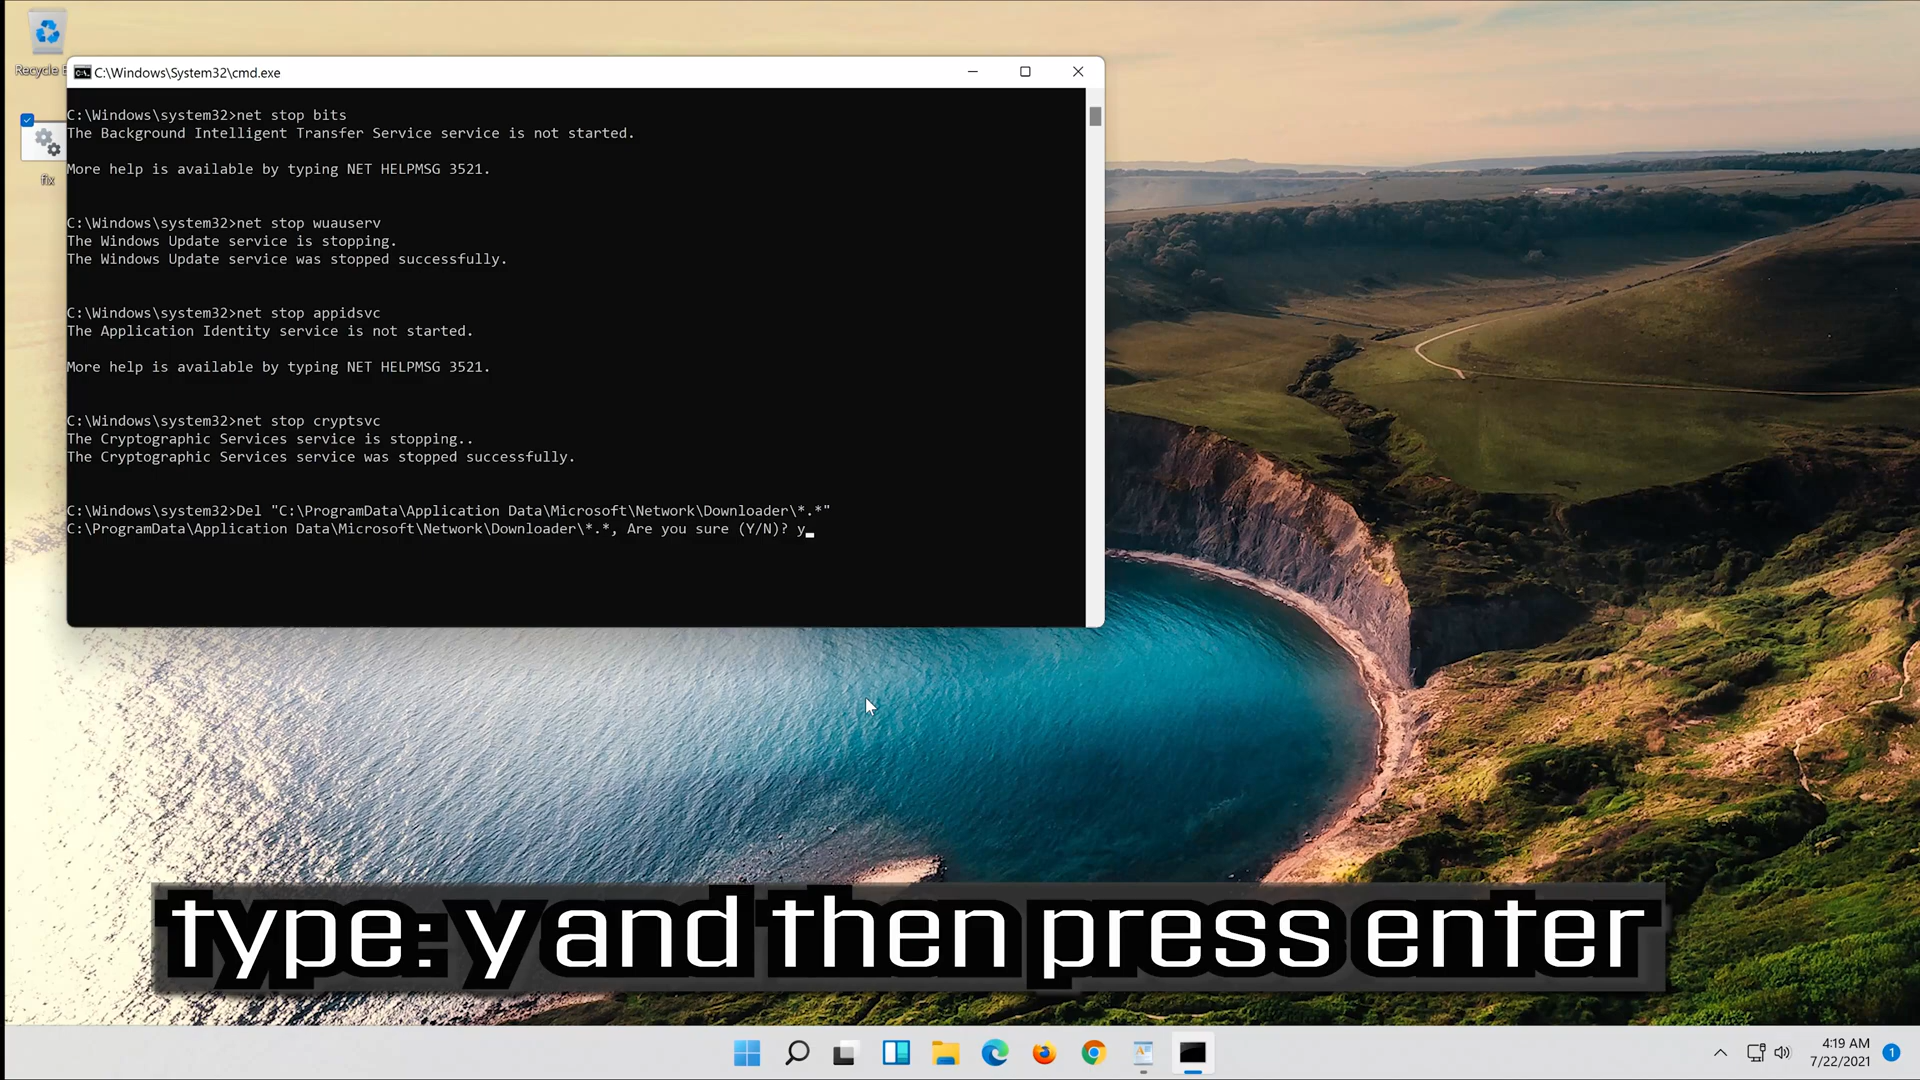 Recycle
C:\Windows\System32\cmd.exe
C:\Windows\system32>net stop bits
The Background Intelligent Transfer Service service is not started.
More help is available by typing NET HELPMSG 3521.
C:\Windows\system32>net stop wuauserv
The Windows Update service is stopping.
The Windows Update service was stopped successfully.
C:\Windows\system32>net stop appidsvc
The Application Identity service is not started.
More help is available by typing NET HELPMSG 3521.
C:\Windows\system32>net stop cryptsvc
The Cryptographic Services service is stopping..
The Cryptographic Services service was stopped successfully.
C:\Windows\system32>Del "C:\ProgramData\Application Data\Microsoft\Network\Downloader\*.*"
C:\ProgramData\Application Data\Microsoft\Network\Downloader\*.*, Are you sure (Y/N)? y
fix
type: y and then press enter
4:19 AM
7/22/2021
1